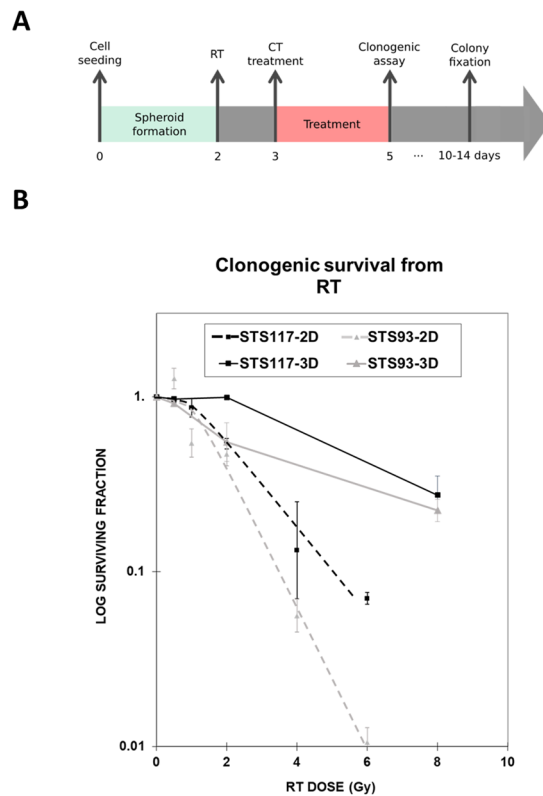 A
Cell
seeding
RT
CT
treatment
Clonogenic
assay
Colony
fixation
Spheroid
formation
Treatment
0
2
3
5
...
10-14 days
B
Clonogenic survival from
RT
STS117-2D
STS93-2D
STS117-3D
STS93-3D
1.
0.1
0.01
LOG SURVIVING FRACTION
0
2
4
6
8
10
RT DOSE (Gy)